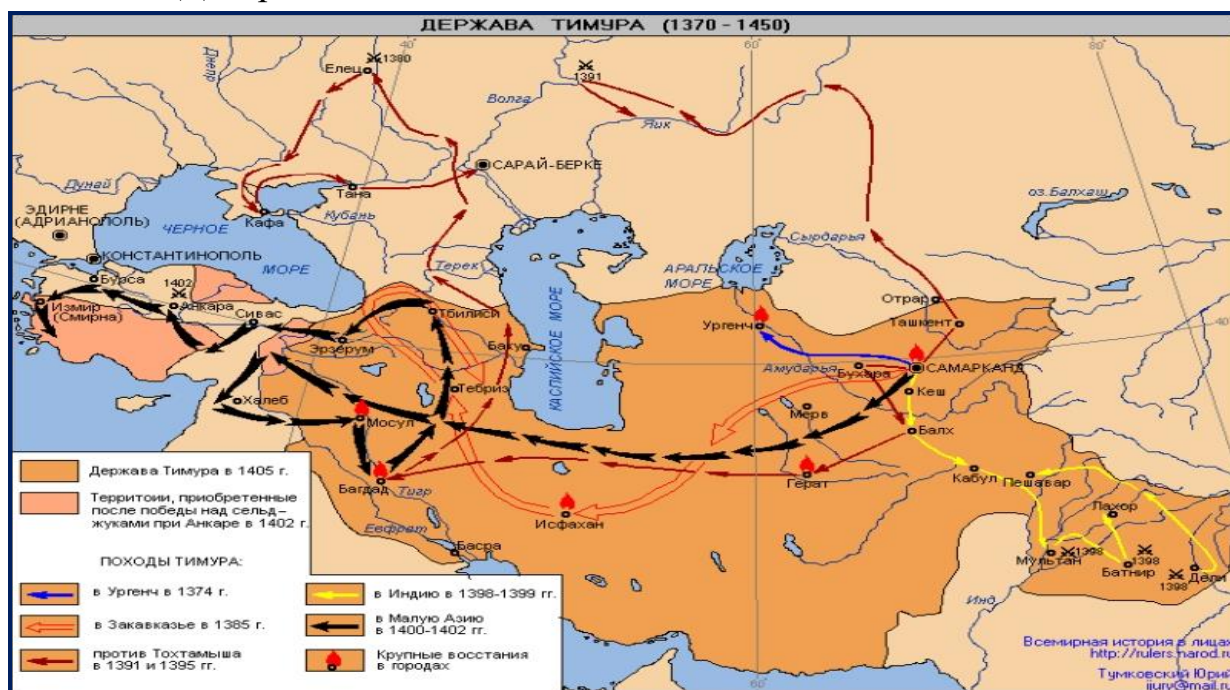 ДЕРЖАВА ТИМУРА (1370 - 1450)
40°
60°
80°
Днепр
Елец
1380
1391
Волга
Яик
САРАЙ-БЕРКЕ
Дунай
Тана
оз.Балхаш
ЭДИРНЕ
(АДРИАНОПОЛЬ)
Кафа
Кубань
ЧЕРНОЕ
МОРЕ
Сырдарья
КОНСТАНТИНОПОЛЬ
Терек
АРАЛЬСКОЕ
МОРЕ
Бурса
1402
Анкара
Измир
(Смирна)
Сивас
Тбилиси
Отрар
Ташкент
Ургенч
40
Эрзерум
Баку
КАСПИЙСКОЕ МОРЕ
Амударья
Бухара
САМАРКАНД
Тебриз
Кеш
Халеб
Мосул
Мерв
Балх
Багдад
Тигр
Герат
Кабул
Пешавар
Исфахан
Лахор
Евфрат
Басра
Мультан
1398
Батнир
1398
Дели
1398
Инд
60
Держава Тимура в 1405 г.
Территоии, приобретенные
после победы над сельд-
жуками при Анкаре в 1402 г.
ПОХОДЫ ТИМУРА:
в Ургенч в 1374 г.
в Закавказье в 1385 г.
против Тохтамыша
в 1391 и 1395 гг.
в Индию в 1398-1399 гг.
в Малую Азию
в 1400-1402 гг.
Крупные восстания
в городах
Всемирная история в лицах
http://rulers.narod.ru
Тумковский Юрий